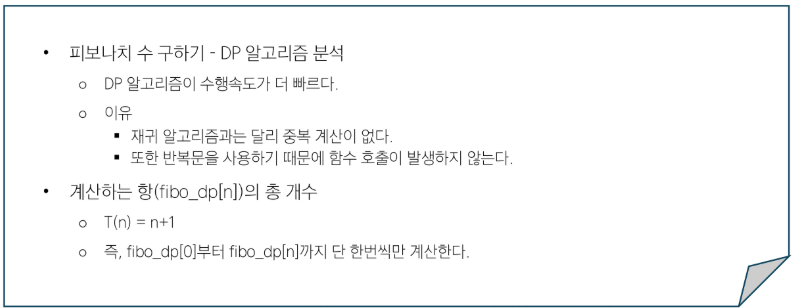 • 피보나치 수 구하기 - DP 알고리즘 분석
○ DP 알고리즘이 수행속도가 더 빠르다.
○ 이유
▪ 재귀 알고리즘과는 달리 중복 계산이 없다.
▪ 또한 반복문을 사용하기 때문에 함수 호출이 발생하지 않는다.
• 계산하는 항(fibo_dp[n])의 총 개수
○ T(n) = n+1
○ 즉, fibo_dp[0]부터 fibo_dp[n]까지 단 한번씩만 계산한다.